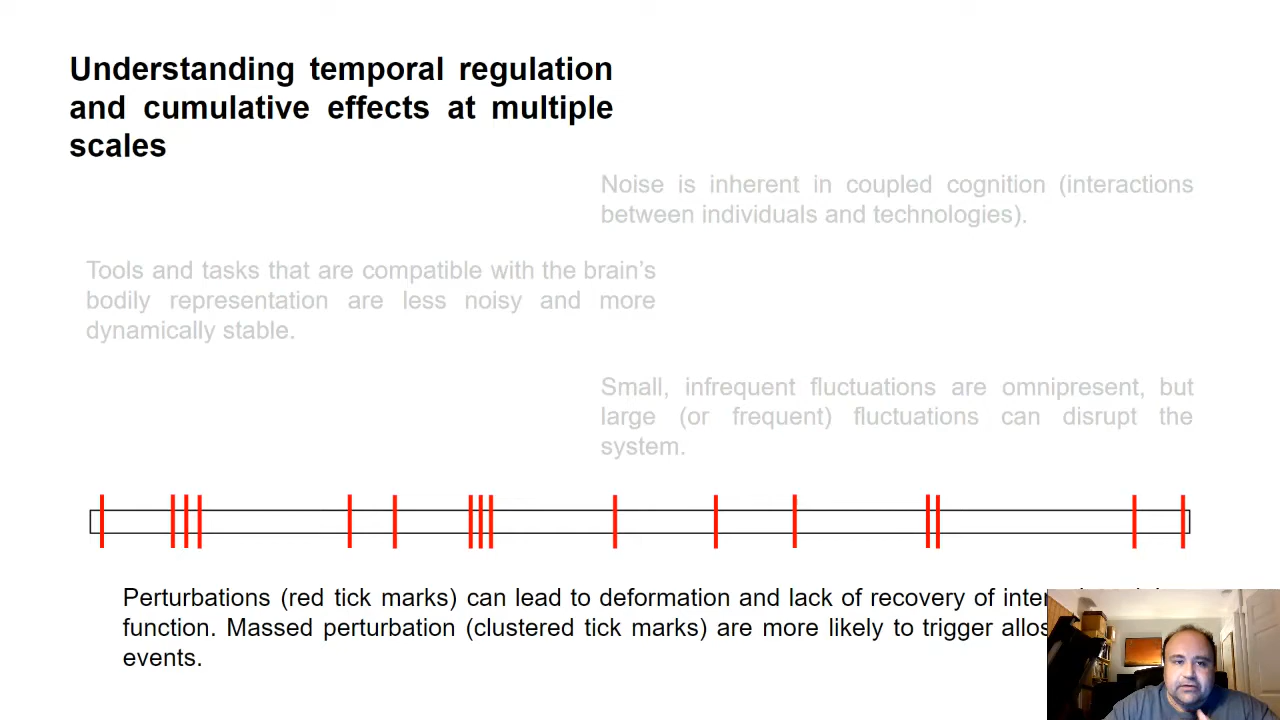 Understanding temporal regulation
and cumulative effects at multiple
scales
Noise is inherent in coupled cognition (interactions
between individuals and technologies).
Tools and tasks that are compatible with the brain’s
bodily representation are less noisy and more
dynamically stable.
Small, infrequent fluctuations are omnipresent, but
large (or frequent) fluctuations can disrupt the
system.
Perturbations (red tick marks) can lead to deformation and lack of recovery of
function. Massed perturbation (clustered tick marks) are more likely to trigger
events.